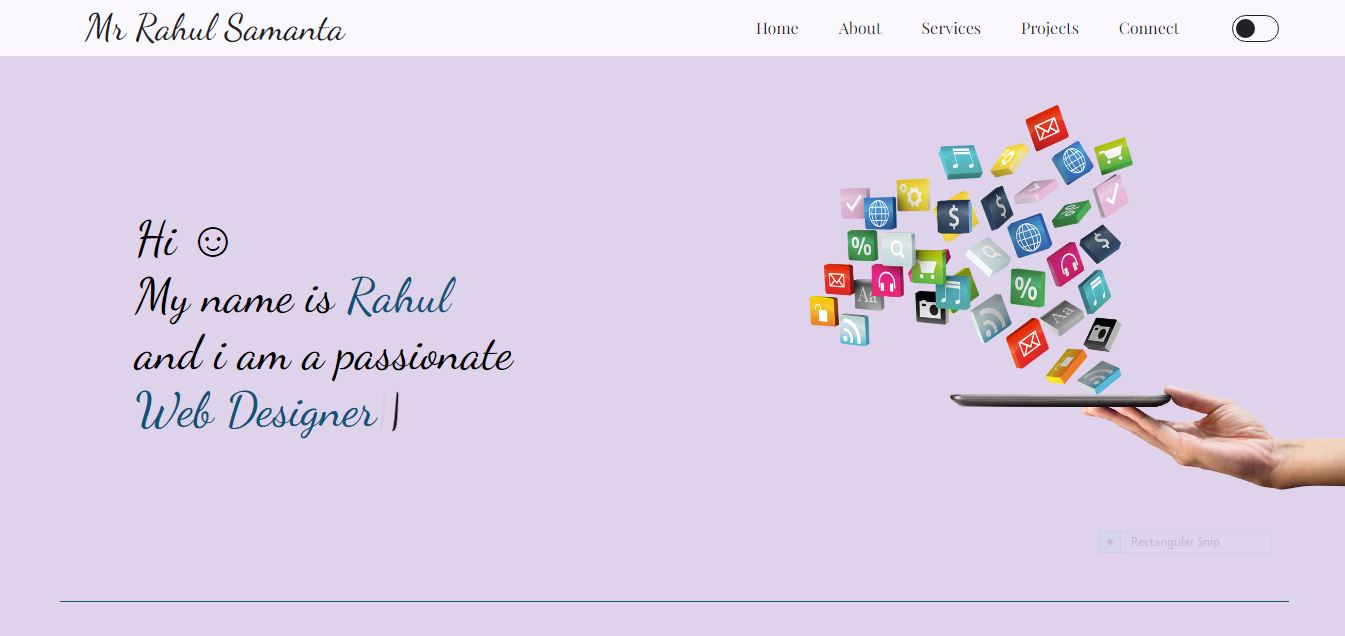 Mr Rahul Samanta
Home About Services Projects Connect
Hi ☺
My name is Rahul
and i am a passionate
Web Designer
$
$
%
$
%
Aa
Aa
Rectangular Snip